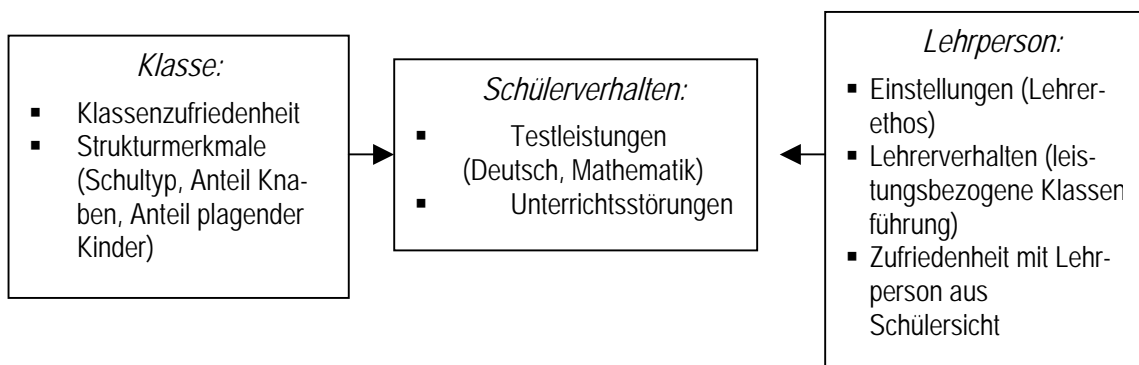 Klasse:
▪ Klassenzufriedenheit
▪ Strukturmerkmale
(Schultyp, Anteil Kna-
ben, Anteil plagender
Kinder)
Schülerverhalten:
▪ Testleistungen
(Deutsch, Mathematik)
▪ Unterrichtsstörungen
Lehrperson:
▪ Einstellungen (Lehrer-
ethos)
▪ Lehrerverhalten (leis-
tungsbezogene Klassen
führung)
▪ Zufriedenheit mit Lehr-
person aus
Schülersicht